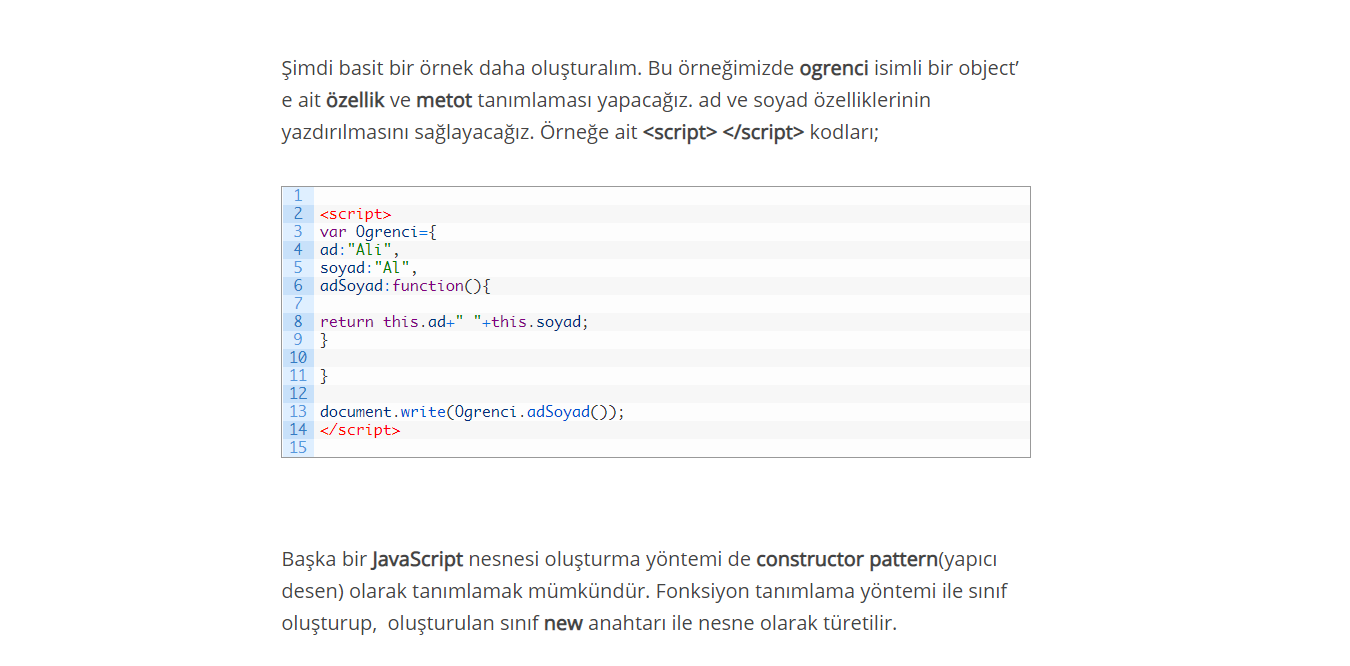 Şimdi basit bir örnek daha oluşturalım. Bu örneğimizde ogrenci isimli bir object’
e ait özellik ve metot tanımlaması yapacağız. ad ve soyad özelliklerinin
yazdırılmasını sağlayacağız. Örneğe ait <script> </script> kodları;
1
2 <script>
3 var Ogrenci={
4 ad:"Ali",
5 soyad:"Al",
6 adSoyad:function(){
7
8 return this.ad+" "+this.soyad;
9 }
10
11 }
12
13 document.write(Ogrenci.adSoyad());
14 </script>
15
Başka bir JavaScript nesnesi oluşturma yöntemi de constructor pattern(yapıcı
desen) olarak tanımlamak mümkündür. Fonksiyon tanımlama yöntemi ile sınıf
oluşturup,  oluşturulan sınıf new anahtarı ile nesne olarak türetilir.